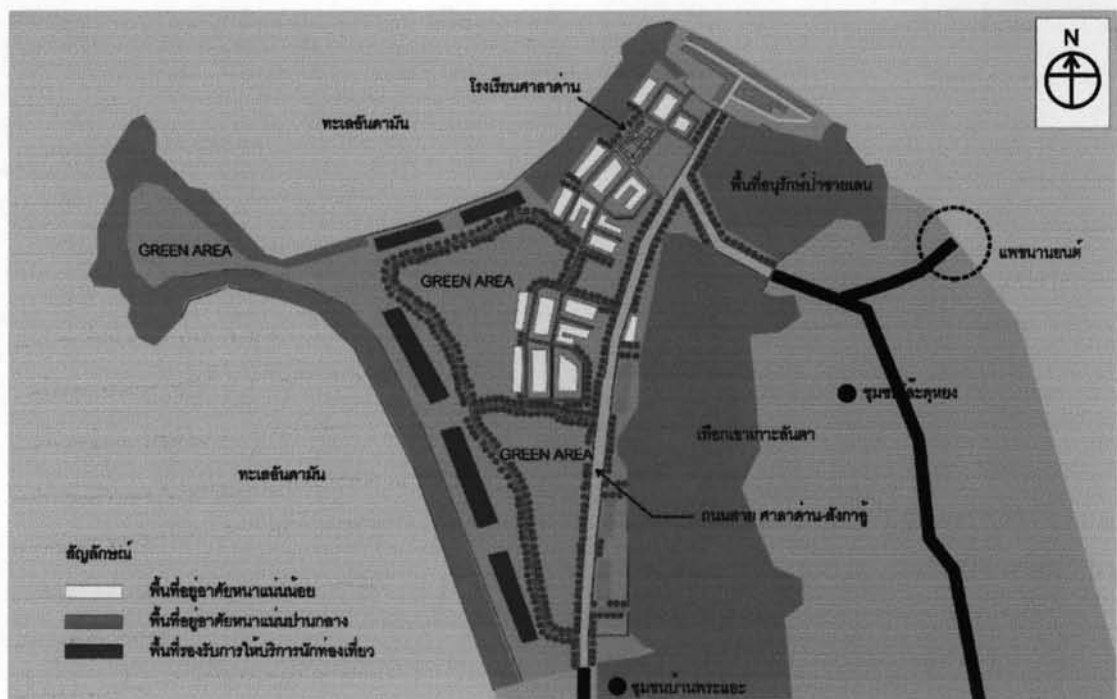 N
โรงเรียนศาลาด่าน
ทะเลอันดามัน
พื้นที่อนุรักษ์ป่าชายเลน
GREEN AREA
แพขนานยนต์
GREEN AREA
ชุมชนโล๊ะดุหยง
เทือกเขาเกาะลันตา
GREEN AREA
ทะเลอันดามัน
ถนนสาย ศาลาด่าน-สังกาอู้
สัญลักษณ์
พื้นที่อยู่อาศัยหนาแน่นน้อย
พื้นที่อยู่อาศัยหนาแน่นปานกลาง
พื้นที่รองรับการให้บริการนักท่องเที่ยว
ชุมชนบ้านพระแอะ